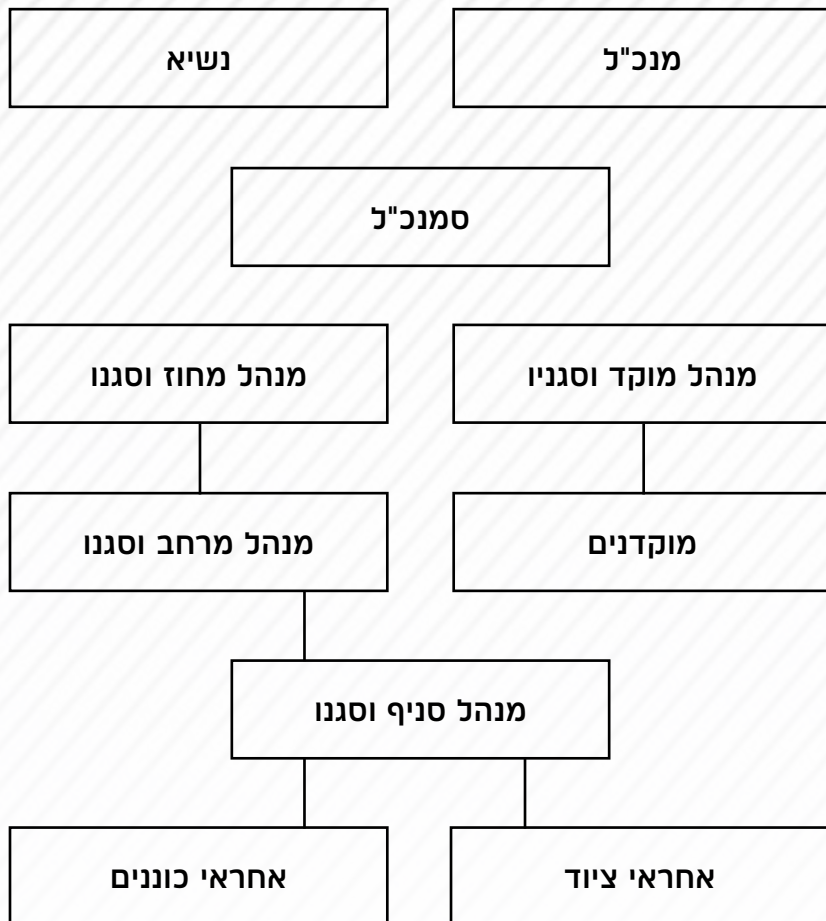 מנכ"ל
נשיא
סמנכ"ל
מנהל מוקד וסגניו
מנהל מחוז וסגנו
מוקדנים
מנהל מרחב וסגנו
מנהל סניף וסגנו
אחראי ציוד
אחראי כוננים